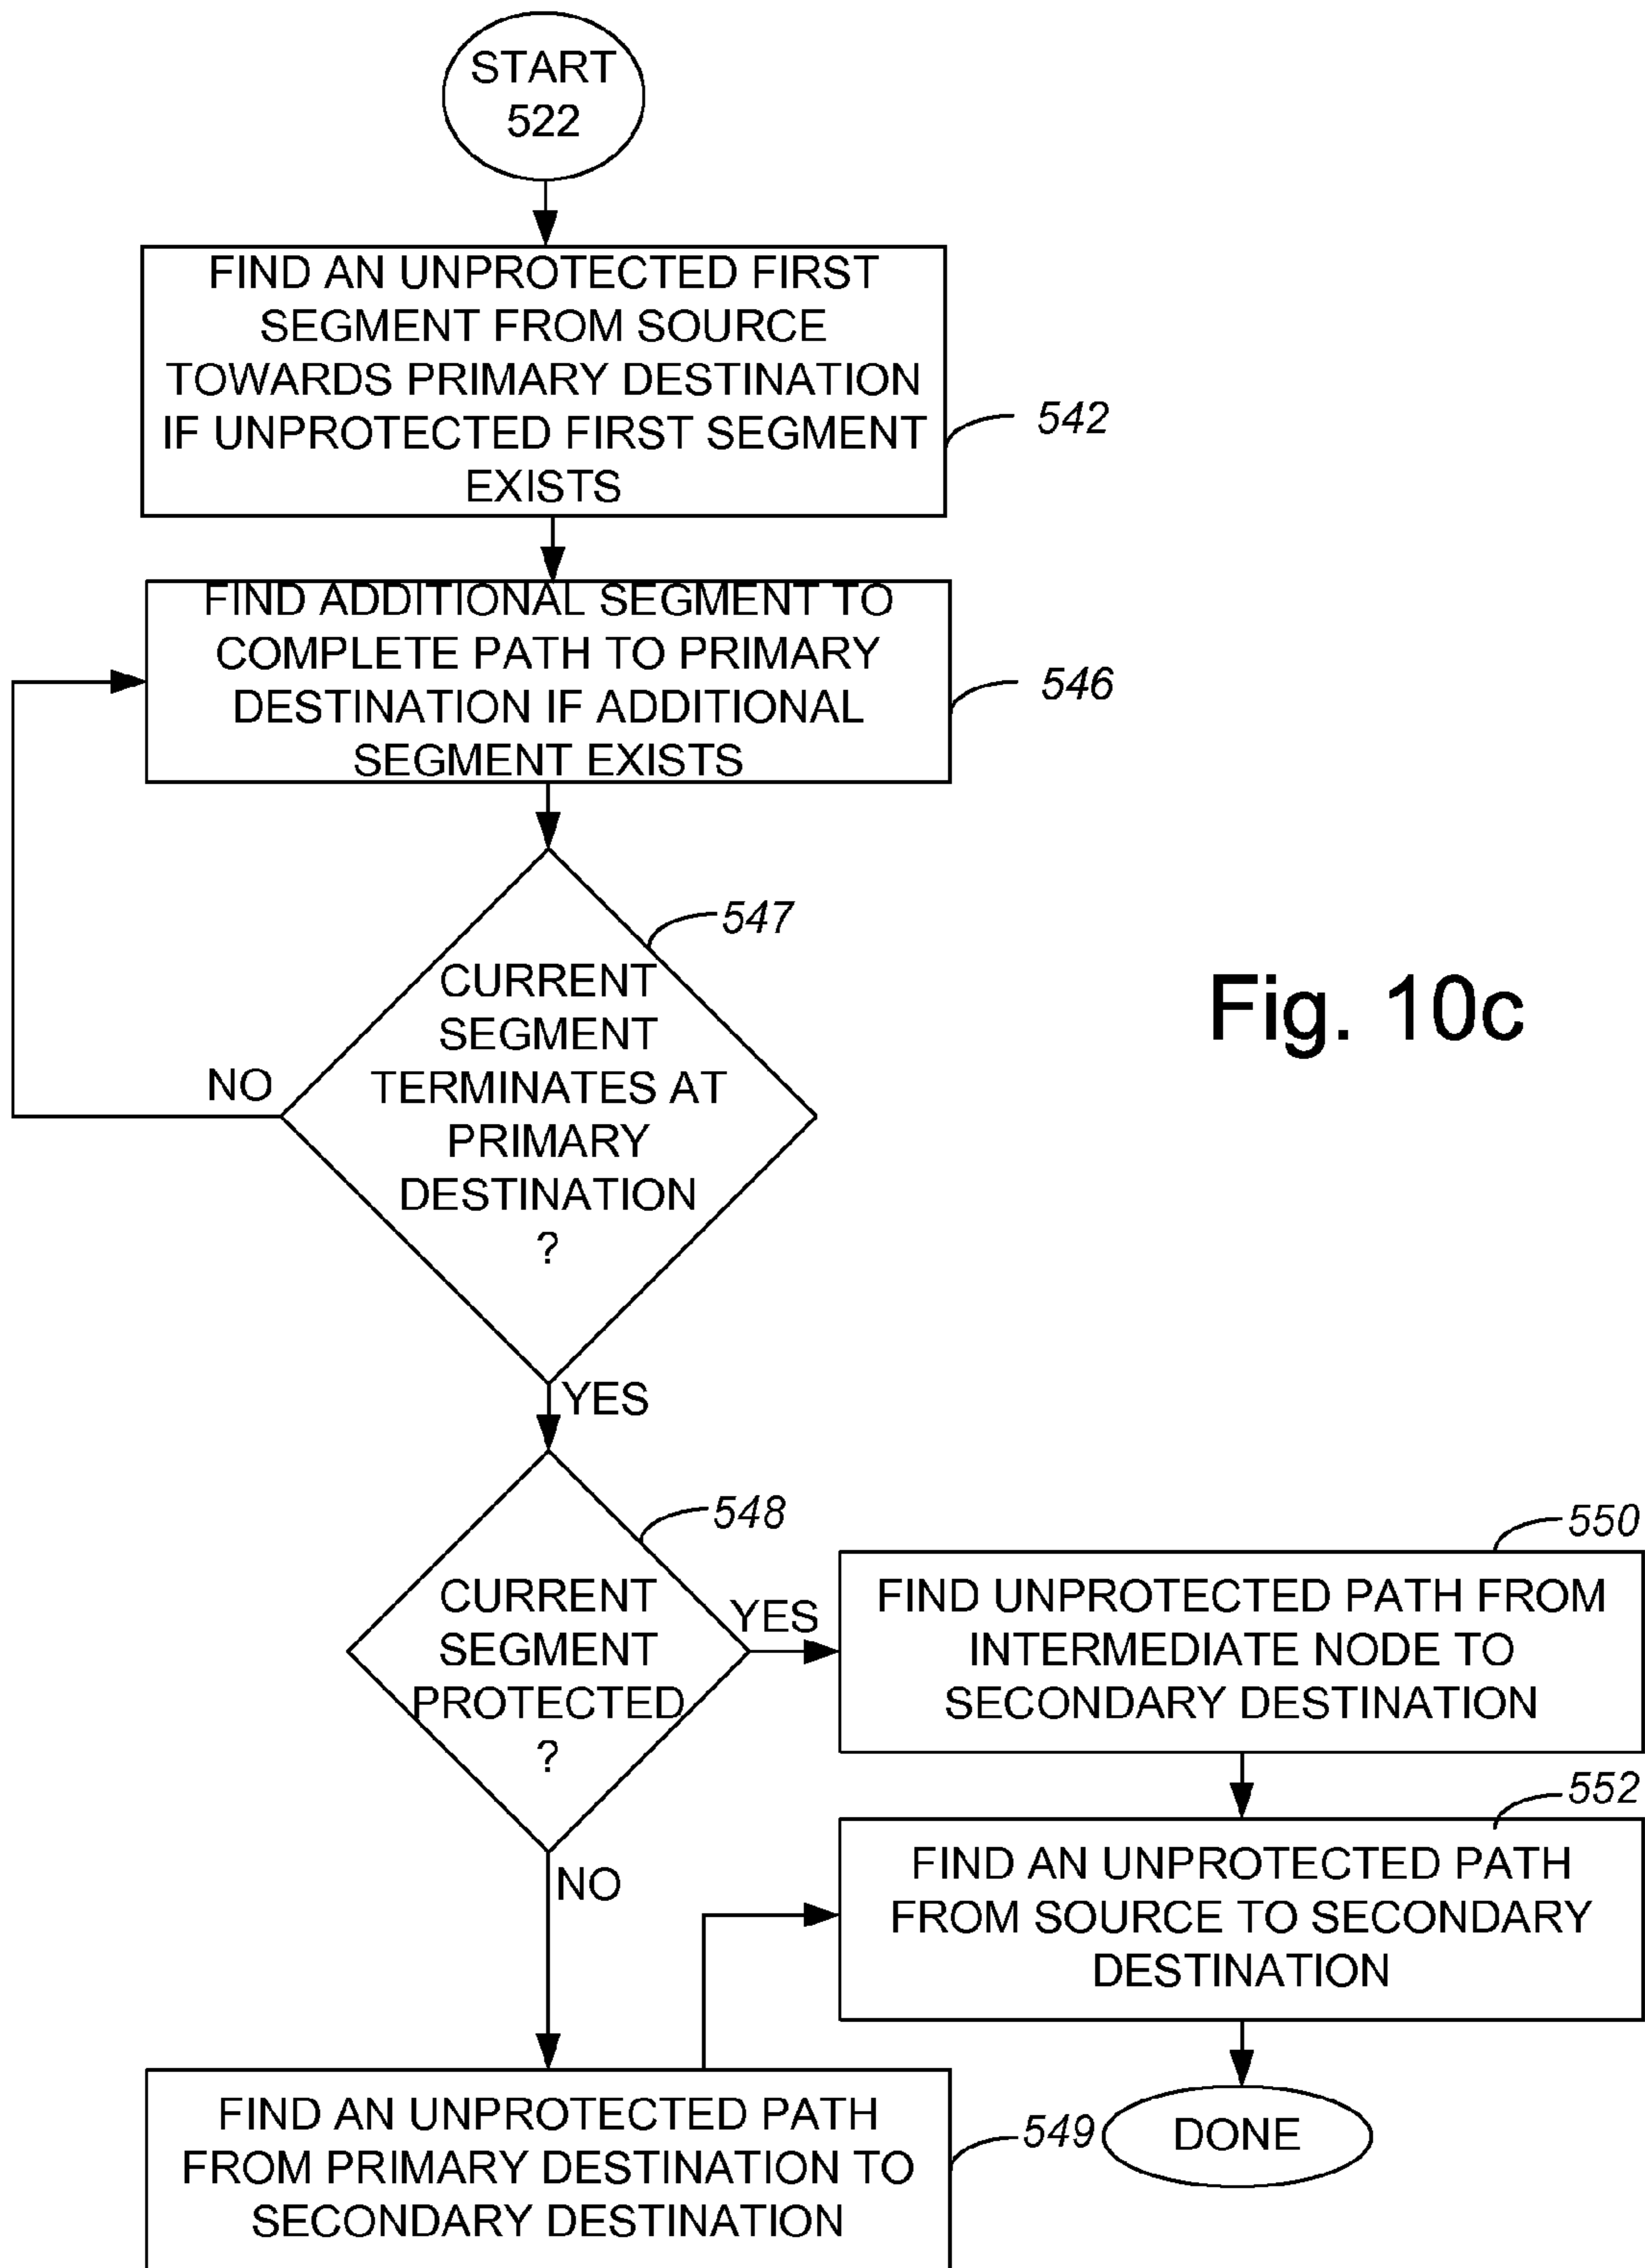 START
522
FIND AN UNPROTECTED FIRST
SEGMENT FROM SOURCE
TOWARDS PRIMARY DESTINATION
IF UNPROTECTED FIRST SEGMENT
EXISTS
542
FIND ADDITIONAL SEGMENT TO
COMPLETE PATH TO PRIMARY
DESTINATION IF ADDITIONAL
SEGMENT EXISTS
546
547
CURRENT
SEGMENT
TERMINATES AT
PRIMARY
DESTINATION
?
NO
YES
Fig. 10c
548
CURRENT
SEGMENT
PROTECTED
?
YES
NO
550
FIND UNPROTECTED PATH FROM
INTERMEDIATE NODE TO
SECONDARY DESTINATION
552
FIND AN UNPROTECTED PATH
FROM SOURCE TO SECONDARY
DESTINATION
FIND AN UNPROTECTED PATH
FROM PRIMARY DESTINATION TO
SECONDARY DESTINATION
549
DONE